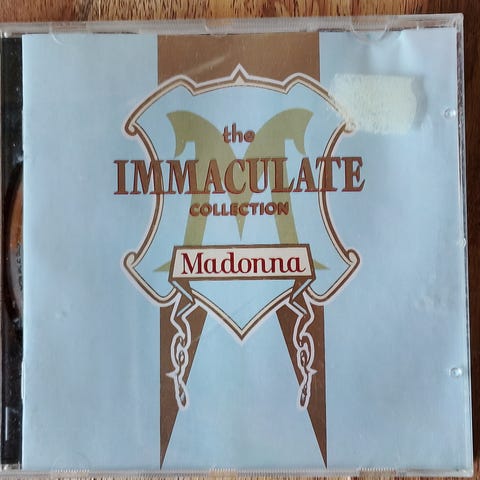 the
IMMACULATE
COLLECTION
Madonna